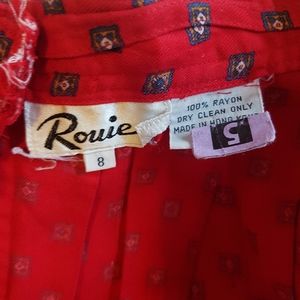 Rouie
8
100% RAYON
DRY CLEAN ONLY
MADE IN HONG KONG
5